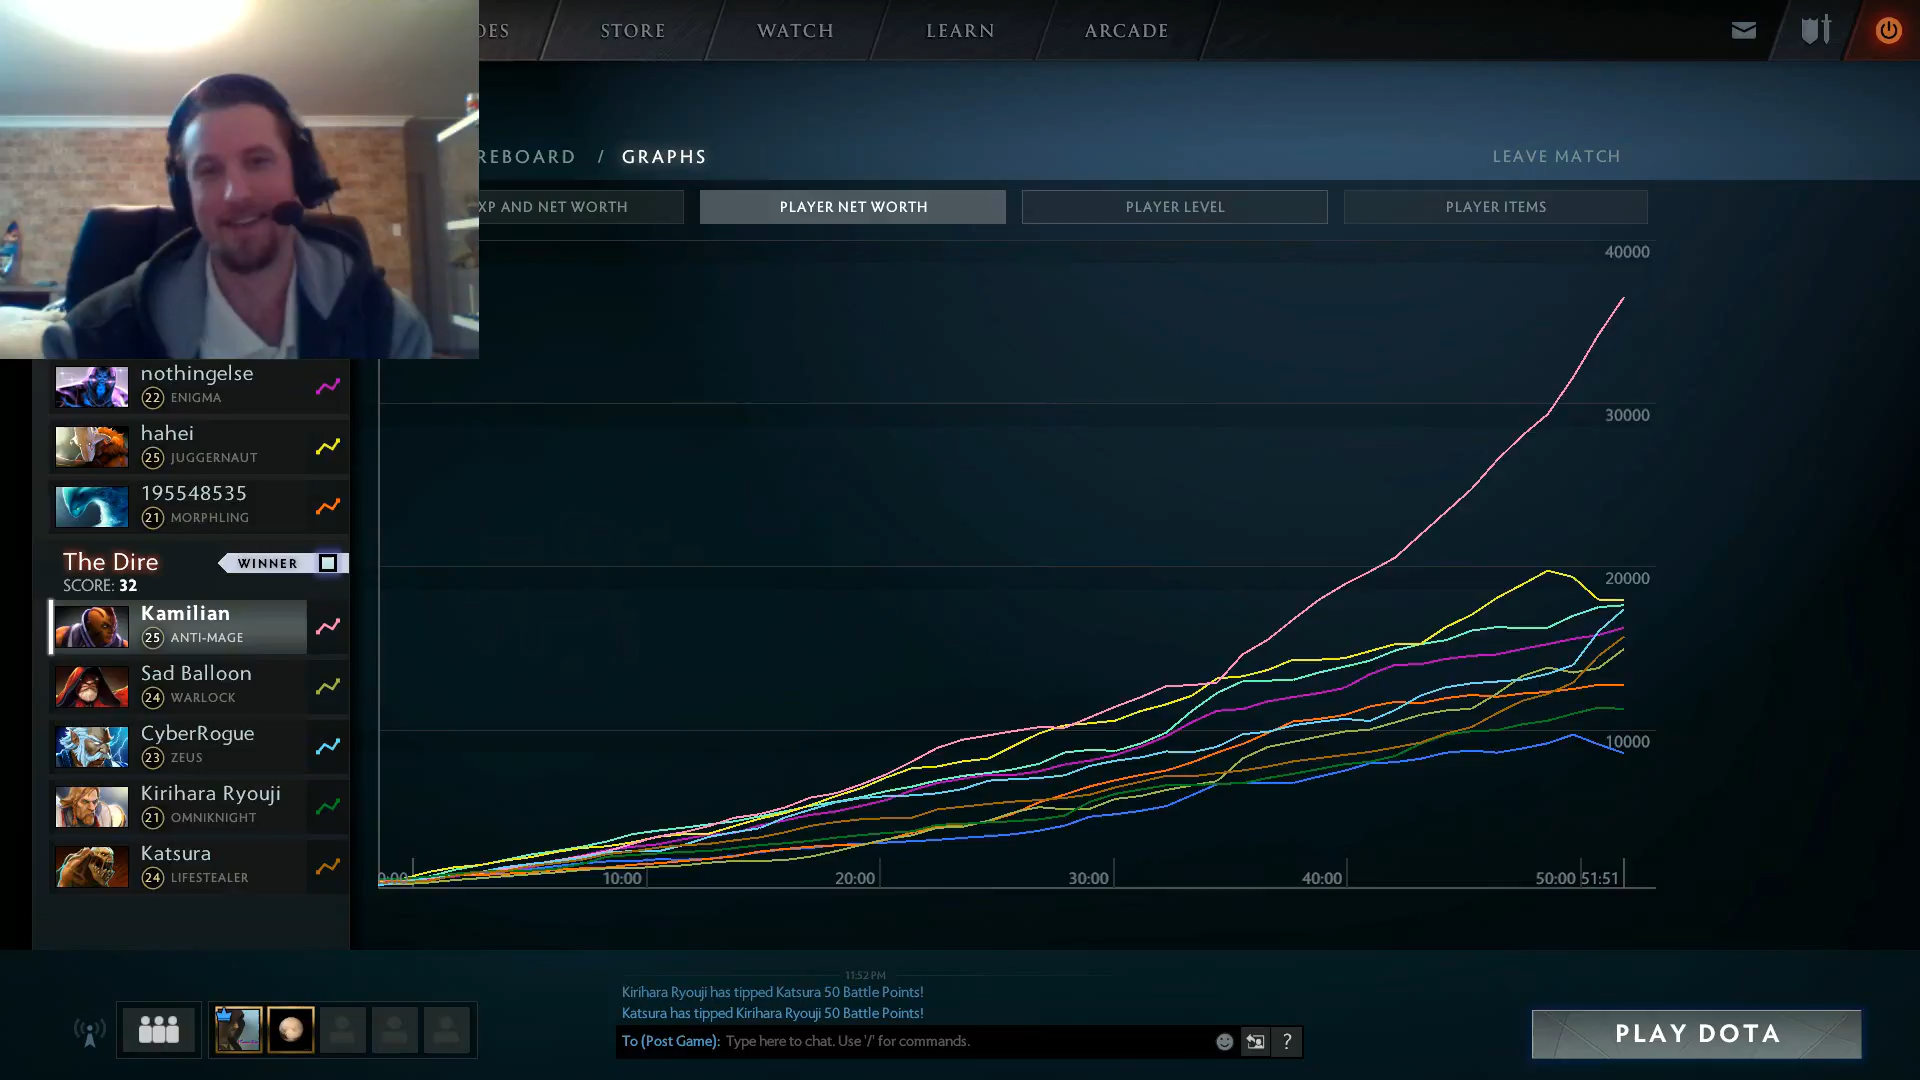 DES
STORE
WATCH
LEARN
ARCADE
REBOARD / GRAPHS
LEAVE MATCH
XP AND NET WORTH
PLAYER NET WORTH
PLAYER LEVEL
PLAYER ITEMS
40000
30000
20000
10000
0:00
10:00
20:00
30:00
40:00
50:00
51:51
nothingelse
22 ENIGMA
hahei
25 JUGGERNAUT
195548535
21 MORPHLING
The Dire
WINNER
SCORE: 32
Kamilian
25 ANTI-MAGE
Sad Balloon
24 WARLOCK
CyberRogue
23 ZEUS
Kirihara Ryouji
21 OMNIKNIGHT
Katsura
24 LIFESTEALER
11:52 PM
Kirihara Ryouji has tipped Katsura 50 Battle Points!
Katsura has tipped Kirihara Ryouji 50 Battle Points!
To (Post Game): Type here to chat. Use '/' for commands.
?
PLAY DOTA